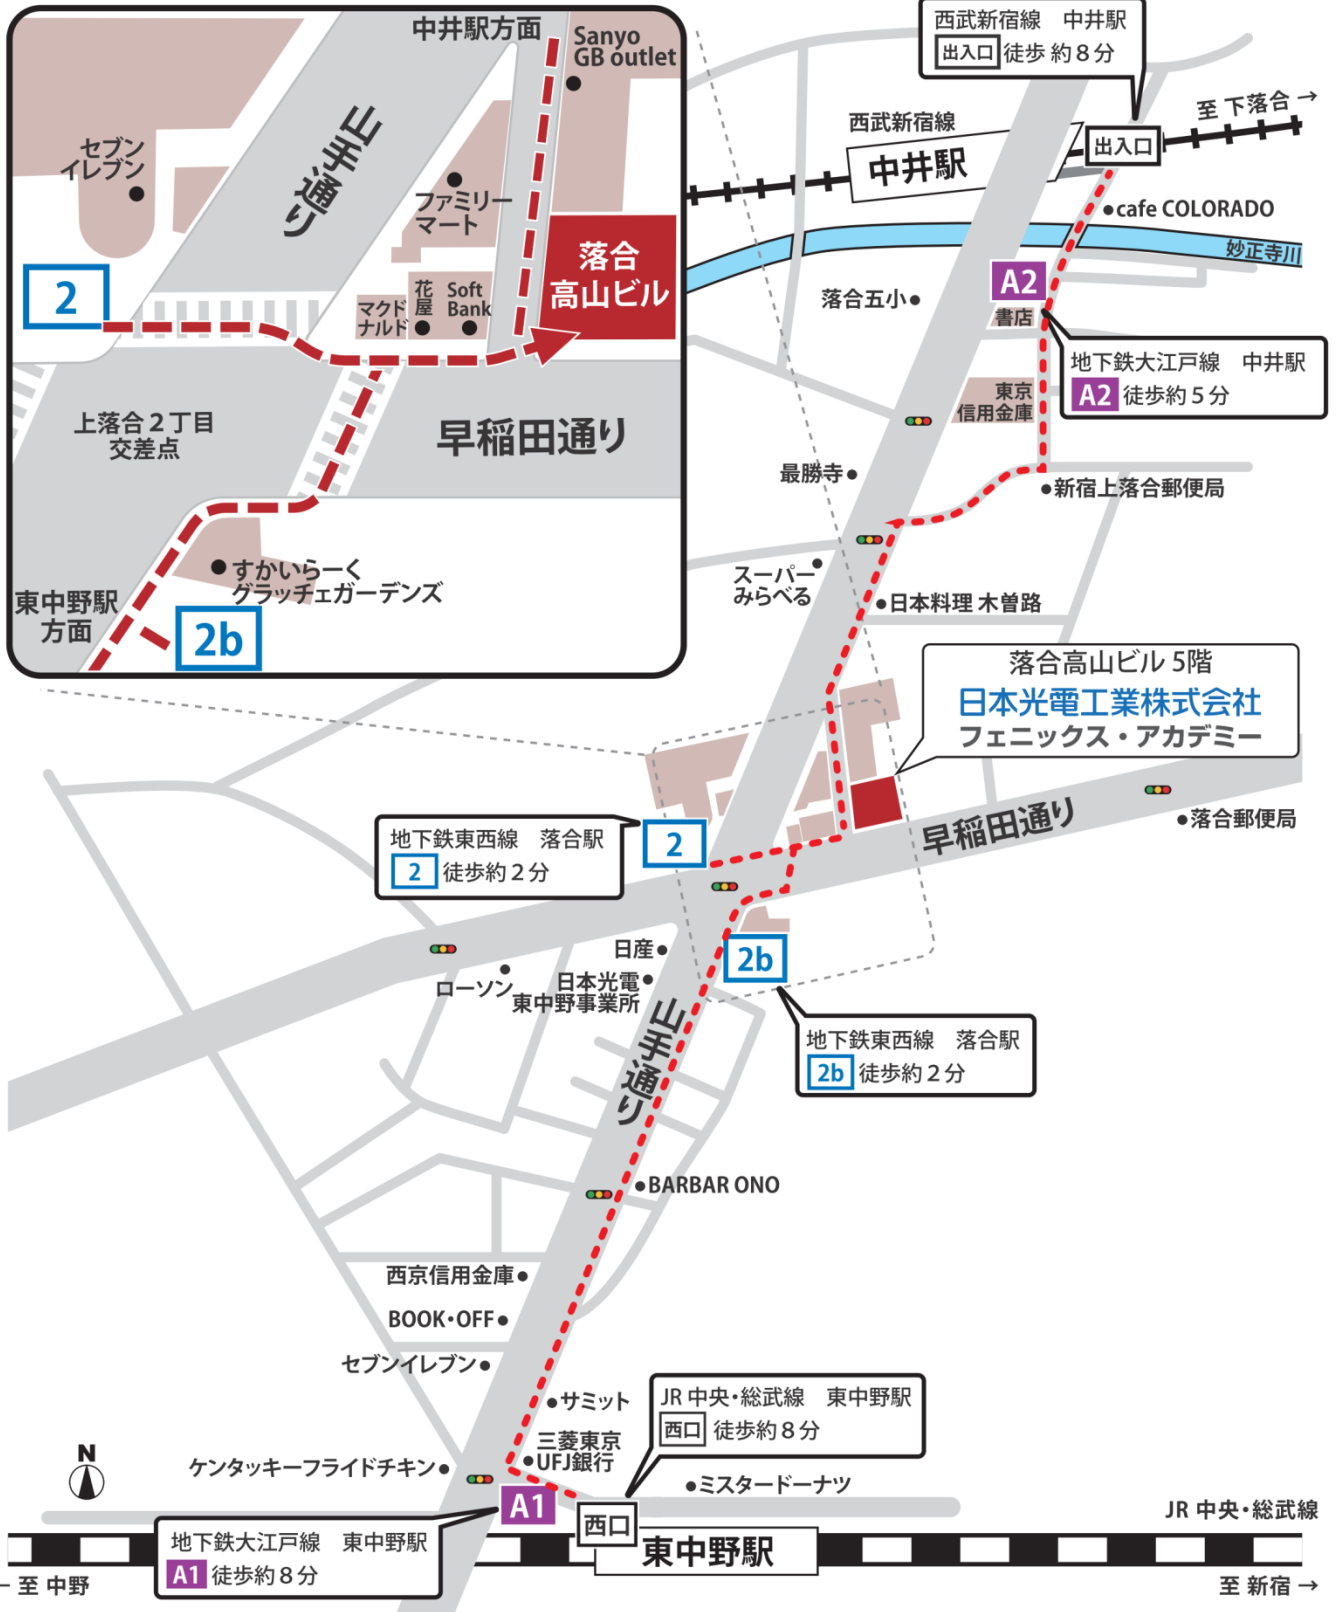 中井駅方面
Sanyo
GB outlet
山手通り
セブン
イレブン
ファミリー
マート
落合
高山ビル
2
マクド
ナルド
花屋
Soft
Bank
上落合2丁目
交差点
早稲田通り
すかいらーく
グラッチェガーデンズ
東中野駅
方面
2b
西武新宿線　中井駅
出入口 徒歩 約8分
至 下落合 →
西武新宿線
中井駅
出入口
cafe COLORADO
妙正寺川
A2
落合五小
書店
地下鉄大江戸線　中井駅
A2 徒歩約5分
東京
信用金庫
最勝寺
新宿上落合郵便局
スーパー
みらべる
日本料理 木曽路
落合高山ビル 5階
日本光電工業株式会社
フェニックス・アカデミー
地下鉄東西線　落合駅
2 徒歩約2分
2
早稲田通り
落合郵便局
日産
2b
ローソン
日本光電
東中野事業所
山手通り
地下鉄東西線　落合駅
2b 徒歩約2分
BARBAR ONO
西京信用金庫
BOOK・OFF
セブンイレブン
サミット
JR 中央・総武線　東中野駅
西口 徒歩約8分
三菱東京
UFJ銀行
N
ケンタッキーフライドチキン
ミスタードーナツ
A1
西口
JR 中央・総武線
地下鉄大江戸線　東中野駅
A1 徒歩約8分
東中野駅
← 至 中野
至 新宿 →